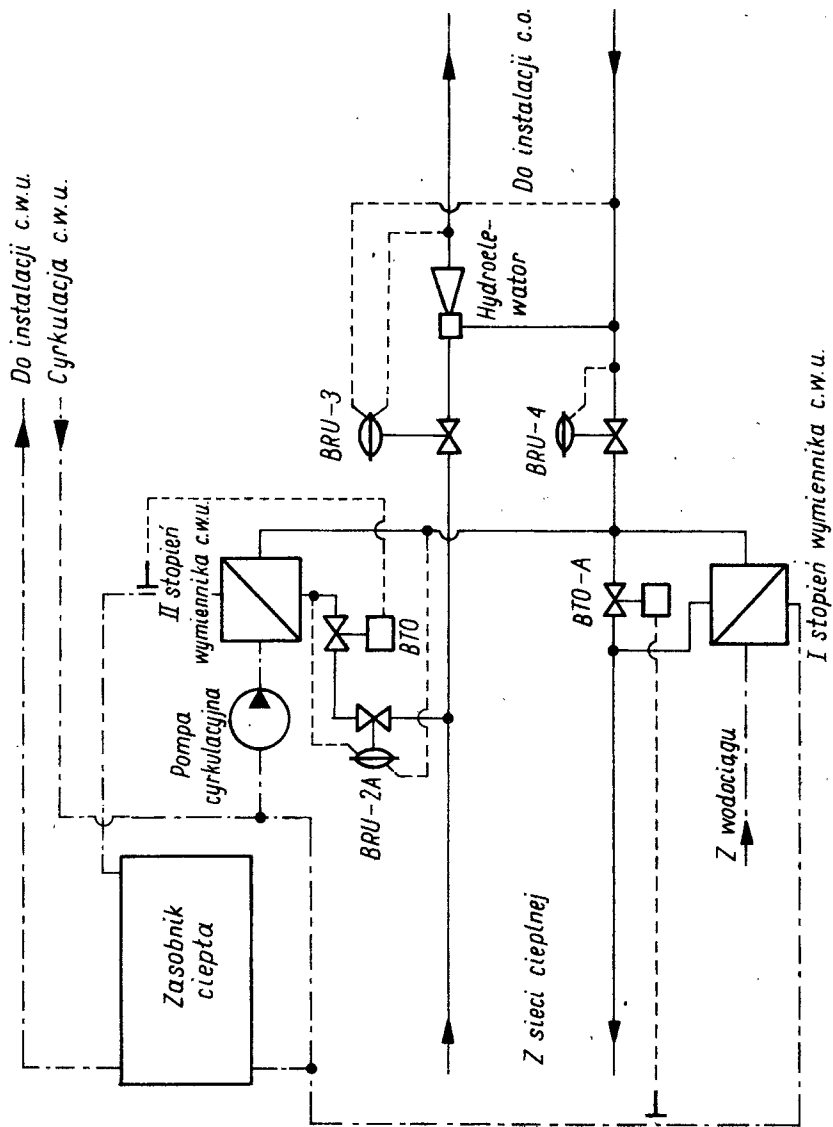 Do instalacji c.w.u.
Cyrkulacja c.w.u.
Zasobnik
ciepła
Pompa
cyrkulacyjna
II stopień
wymiennika c.w.u.
BRU-2A
BTO
BRU-3
Hydroele-
wator
Do instalacji c.o.
BRU-4
BTO-A
Z sieci cieplnej
Z wodociągu
I stopień wymiennika c.w.u.